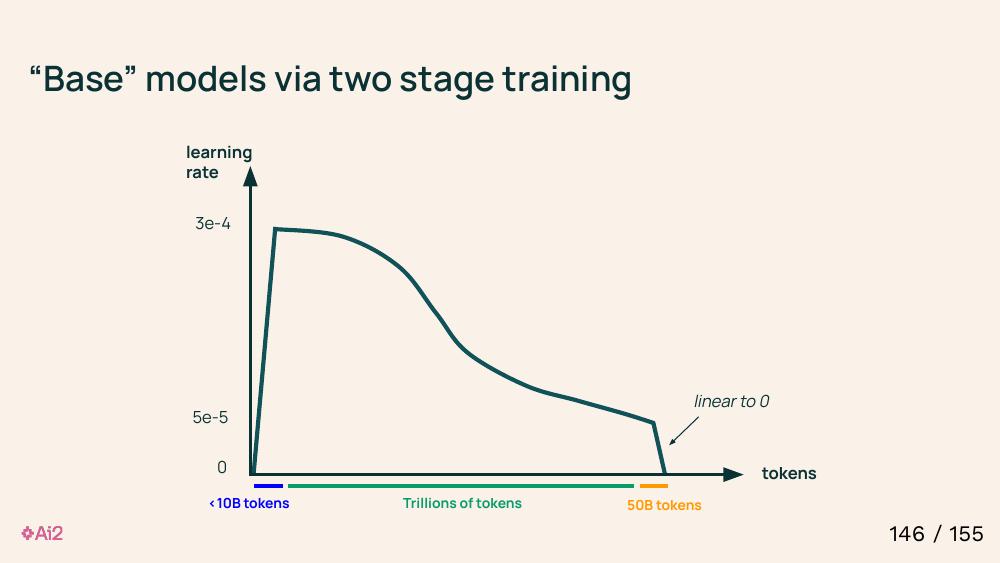 “Base” models via two stage training
learning
rate
3e-4
5e-5
linear to 0
0
tokens
<10B tokens
Trillions of tokens
50B tokens
Ai2
146 / 155